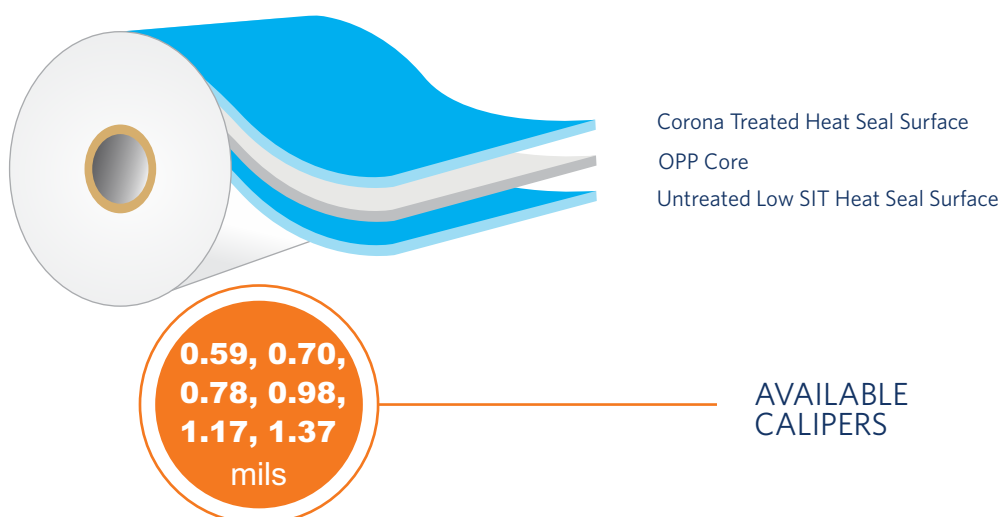 Corona Treated Heat Seal Surface
OPP Core
Untreated Low SIT Heat Seal Surface
0.59, 0.70,
0.78, 0.98,
1.17, 1.37
mils
AVAILABLE
CALIPERS